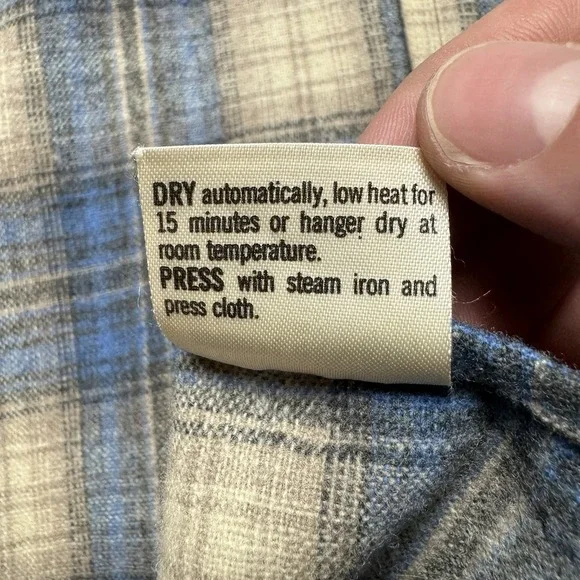 DRY automatically, low heat for
15 minutes or hanger dry at
room temperature.
PRESS with steam iron and
press cloth.